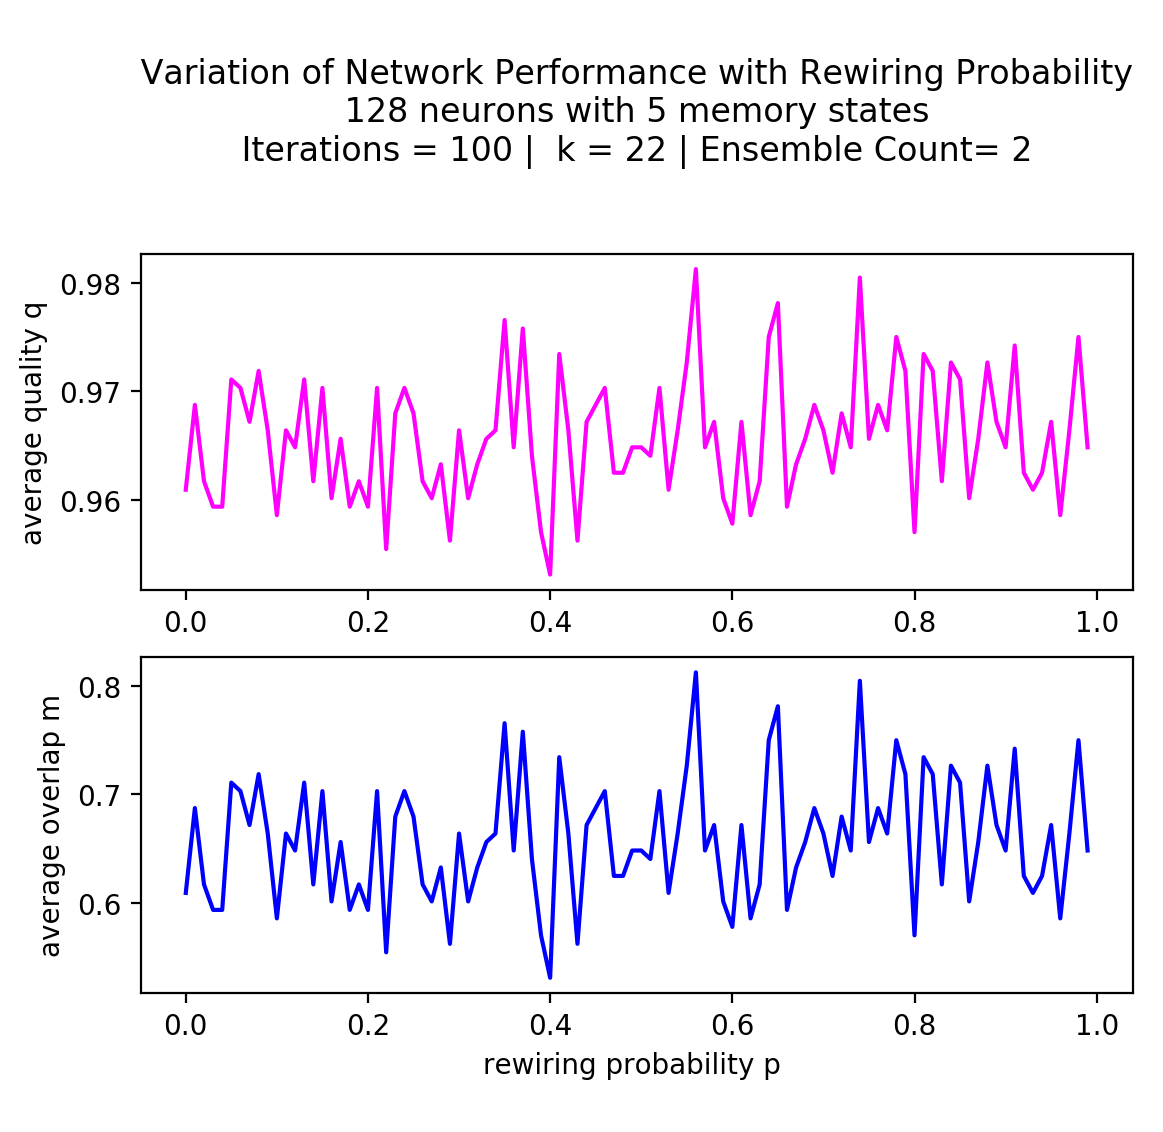 Variation of Network Performance with Rewiring Probability
128 neurons with 5 memory states
Iterations = 100 |  k = 22 | Ensemble Count= 2
average quality q
0.98
0.97
0.96
0.0 0.2 0.4 0.6 0.8 1.0
average overlap m
0.8
0.7
0.6
0.0 0.2 0.4 0.6 0.8 1.0
rewiring probability p